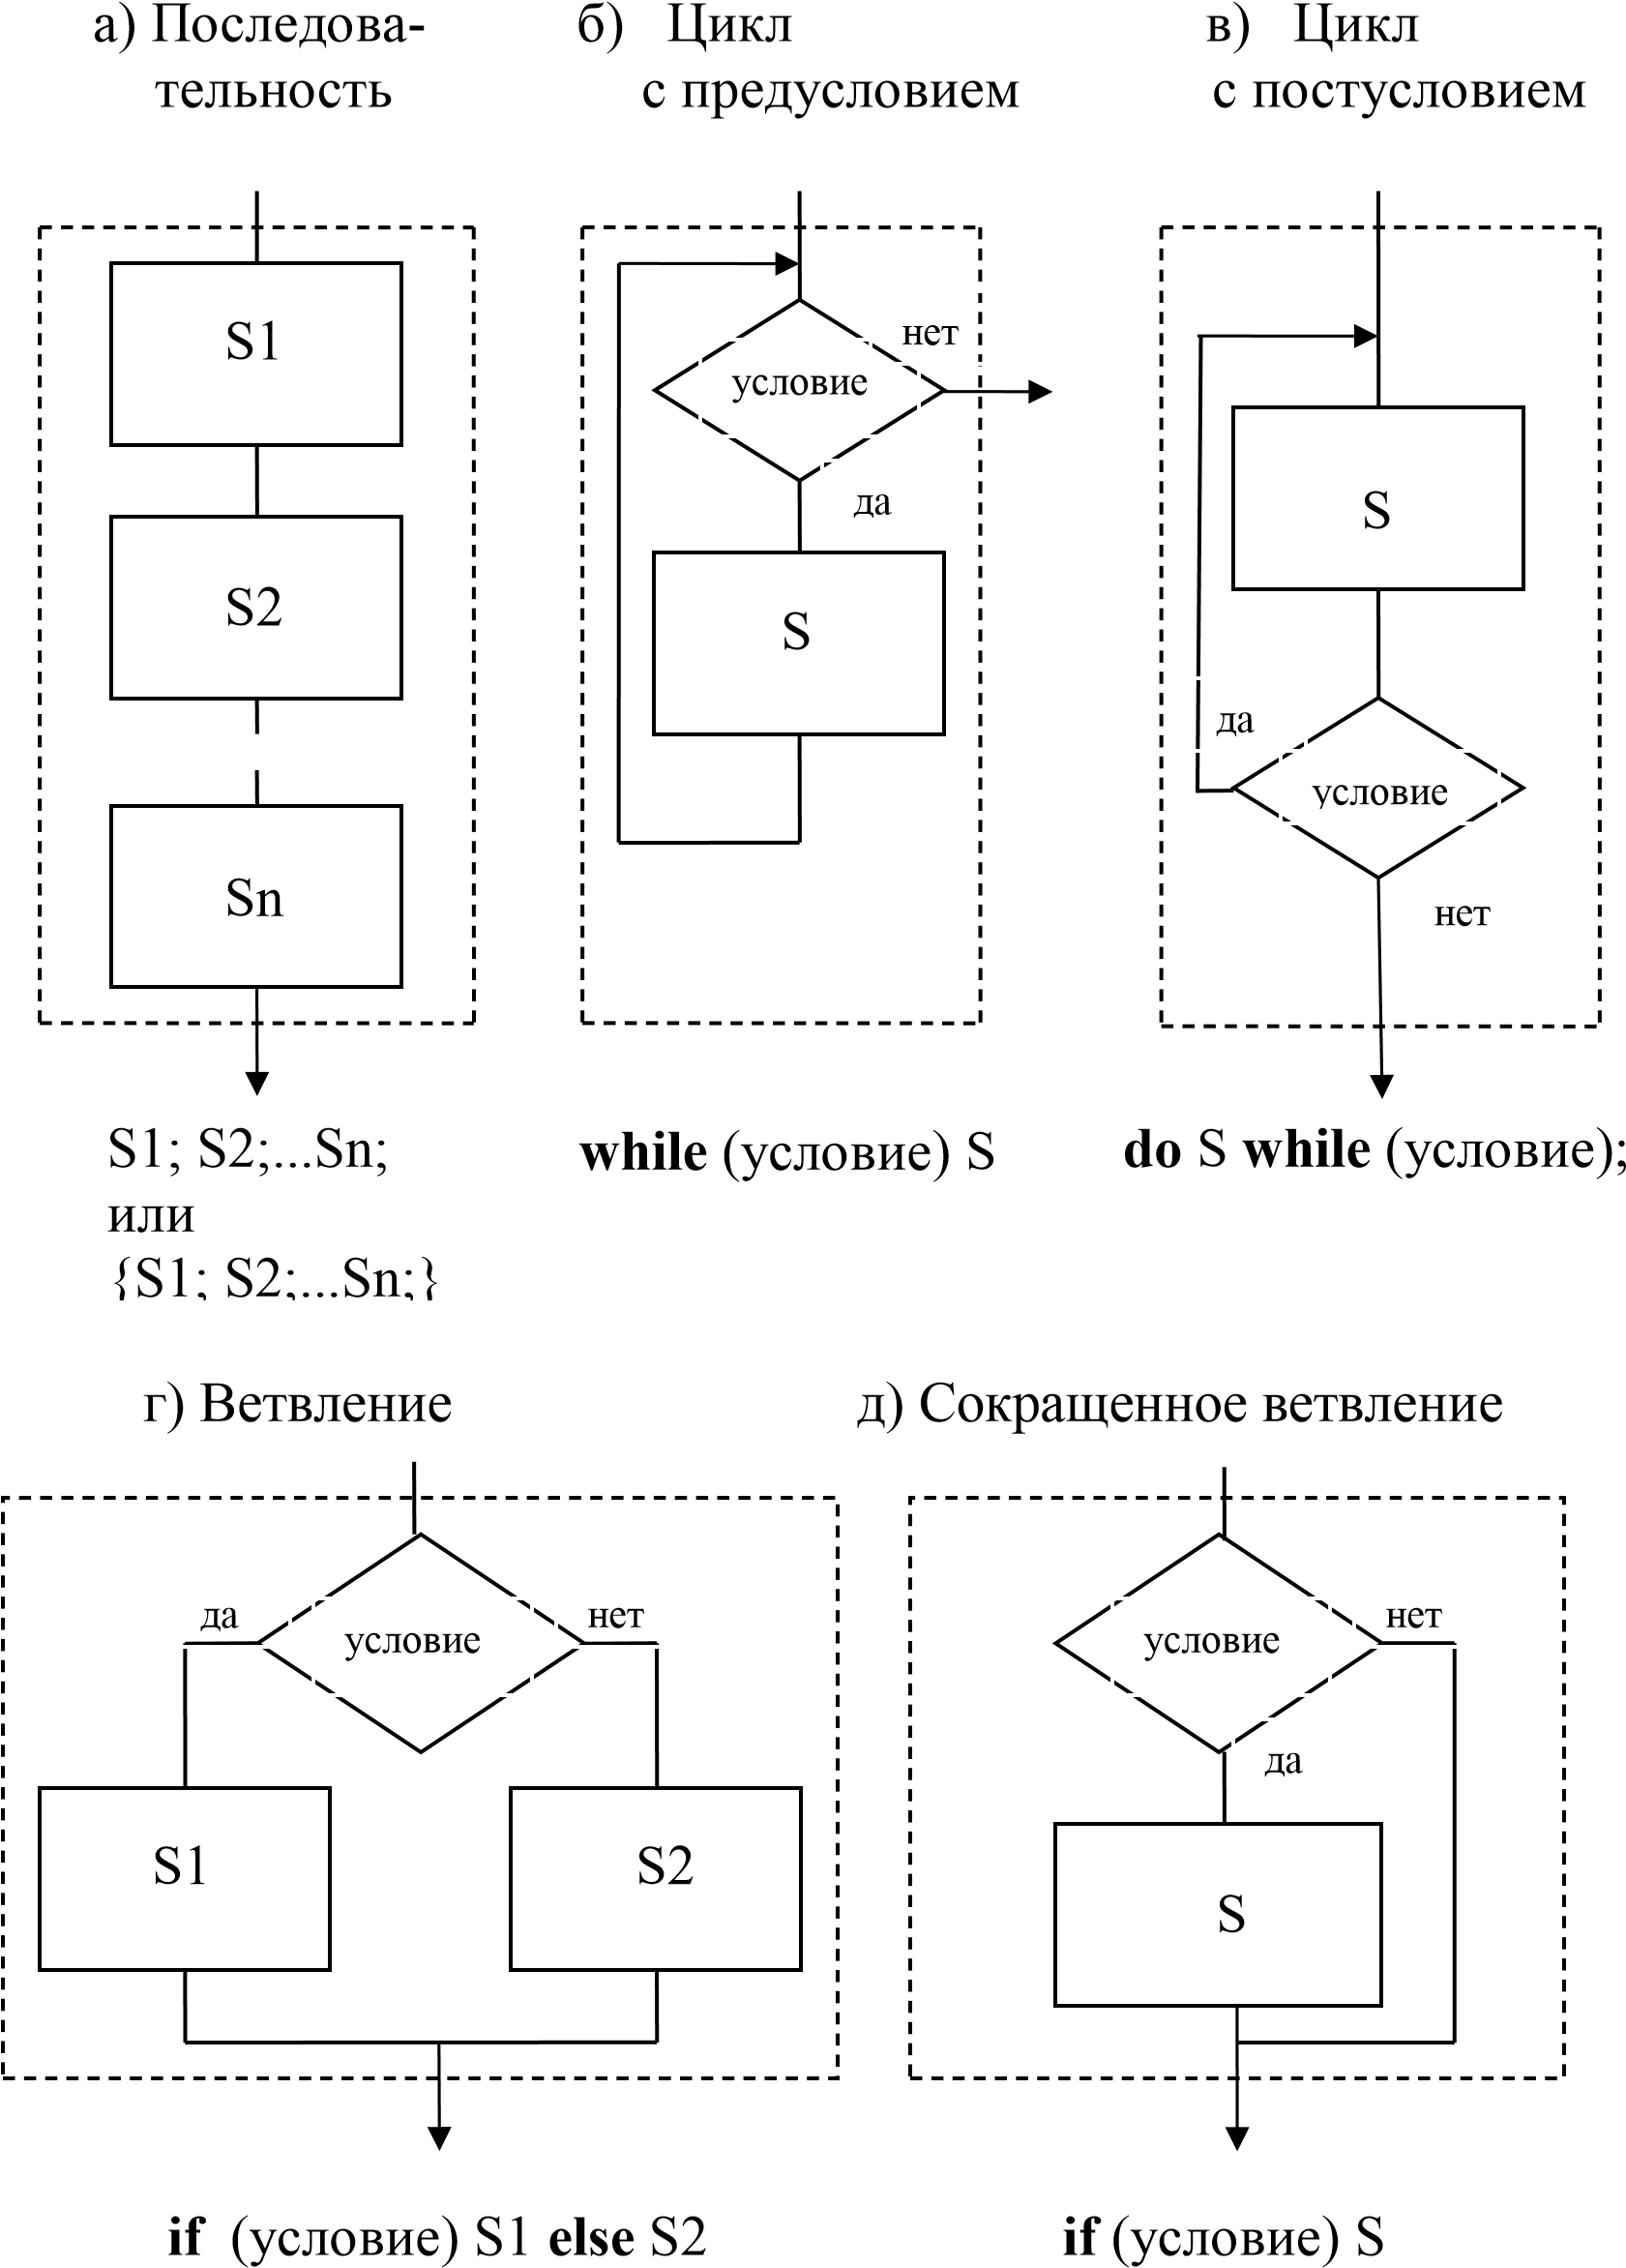 а) Последова-
тельность
б) Цикл
с предусловием
в) Цикл
с постусловием
S1
S2
Sn
условие
нет
да
S
S
да
условие
нет
S1; S2;...Sn;
или
{S1; S2;...Sn;}
while (условие) S
do S while (условие);
г) Ветвление
да
условие
нет
S1
S2
if (условие) S1 else S2
д) Сокращенное ветвление
условие
нет
да
S
if (условие) S